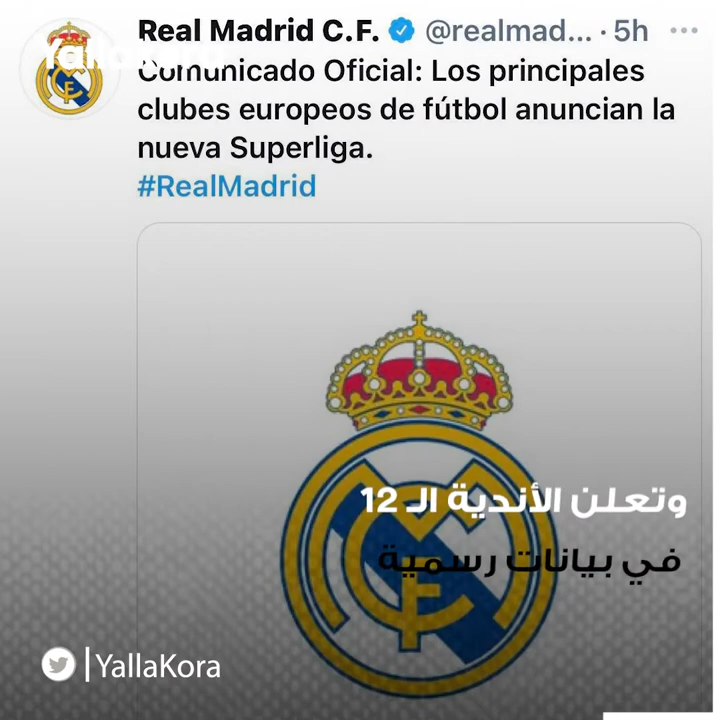 Real Madrid C.F. @realmad... · 5h
YallaKora
Comunicado Oficial: Los principales
clubes europeos de fútbol anuncian la
nueva Superliga.
#RealMadrid
وتعلن الأندية الـ 12
في بيانات رسمية
YallaKora